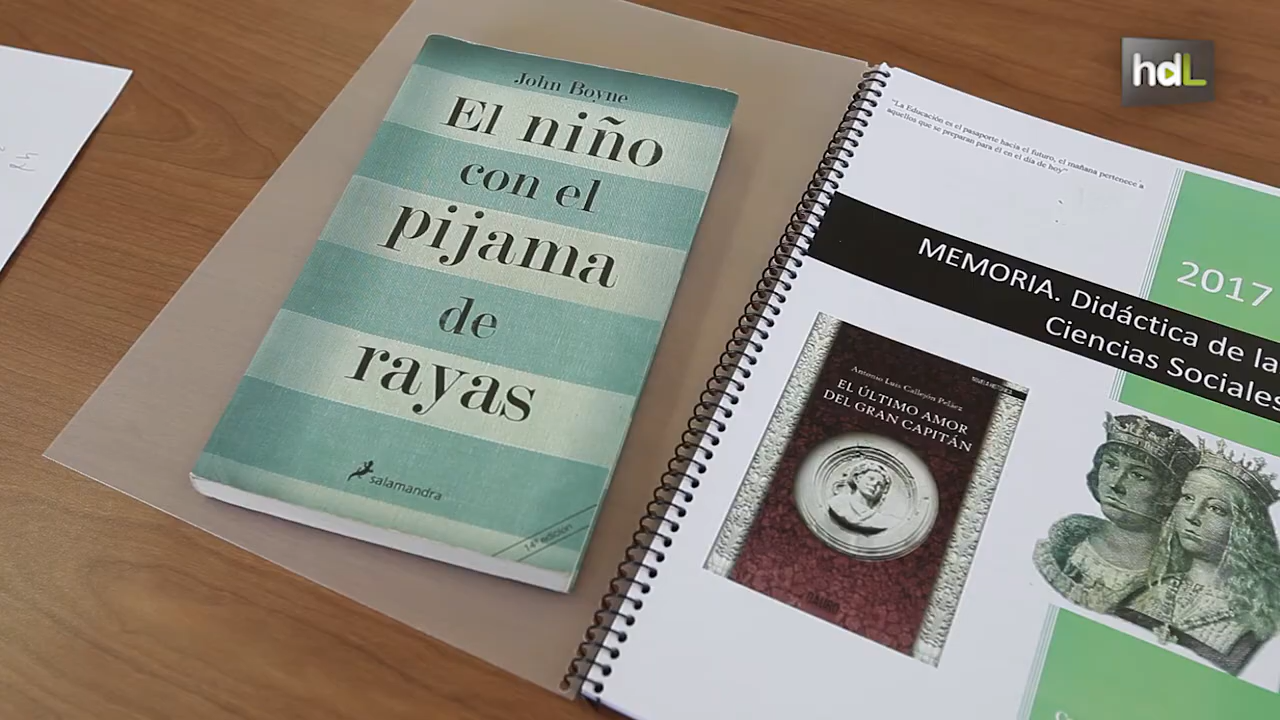 John Boyne
El niño
con el
pijama
de
rayas
salamandra
14ª edición
"La Educación es el pasaporte hacia el futuro, el mañana pertenece a
aquellos que se preparan para él en el día de hoy"
2017
MEMORIA. Didáctica de la
Ciencias Sociales
Antonio Luis Callejón Peláez
EL ÚLTIMO AMOR
DEL GRAN CAPITÁN
hdL